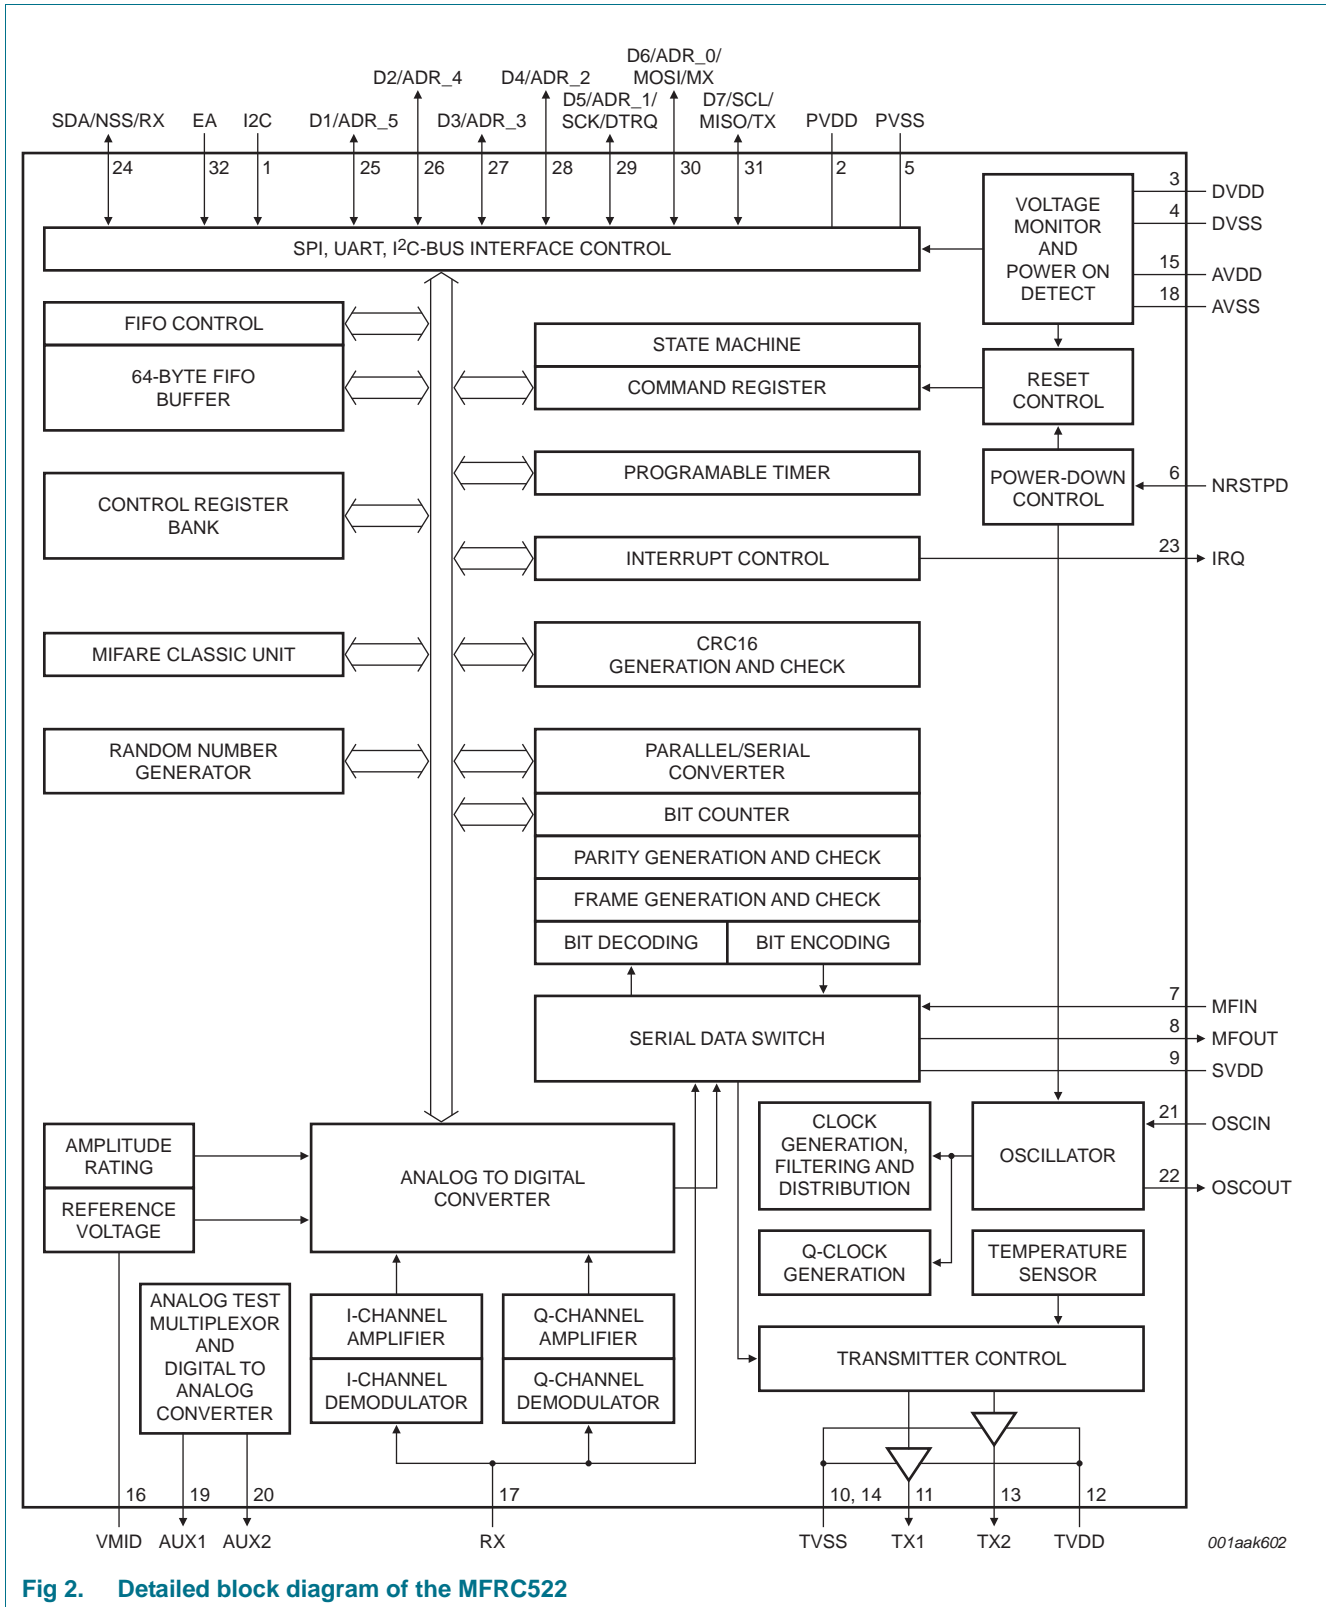 D6/ADR_0/
MOSI/MX
D2/ADR_4
D4/ADR_2
D5/ADR_1/
SCK/DTRQ
D7/SCL/
MISO/TX
SDA/NSS/RX
EA
I2C
D1/ADR_5
D3/ADR_3
PVDD
PVSS
24
32
1
25
26
27
28
29
30
31
2
5
SPI, UART, I2C-BUS INTERFACE CONTROL
VOLTAGE
MONITOR
AND
POWER ON
DETECT
3
DVDD
4
DVSS
15
AVDD
18
AVSS
FIFO CONTROL
64-BYTE FIFO
BUFFER
STATE MACHINE
COMMAND REGISTER
RESET
CONTROL
CONTROL REGISTER
BANK
PROGRAMABLE TIMER
POWER-DOWN
CONTROL
6
NRSTPD
INTERRUPT CONTROL
23
IRQ
MIFARE CLASSIC UNIT
CRC16
GENERATION AND CHECK
RANDOM NUMBER
GENERATOR
PARALLEL/SERIAL
CONVERTER
BIT COUNTER
PARITY GENERATION AND CHECK
FRAME GENERATION AND CHECK
BIT DECODING
BIT ENCODING
SERIAL DATA SWITCH
7
MFIN
8
MFOUT
9
SVDD
AMPLITUDE
RATING
REFERENCE
VOLTAGE
ANALOG TO DIGITAL
CONVERTER
CLOCK
GENERATION,
FILTERING AND
DISTRIBUTION
OSCILLATOR
21
OSCIN
22
OSCOUT
Q-CLOCK
GENERATION
TEMPERATURE
SENSOR
ANALOG TEST
MULTIPLEXOR
AND
DIGITAL TO
ANALOG
CONVERTER
I-CHANNEL
AMPLIFIER
I-CHANNEL
DEMODULATOR
Q-CHANNEL
AMPLIFIER
Q-CHANNEL
DEMODULATOR
TRANSMITTER CONTROL
16
19
20
17
10, 14
11
13
12
VMID
AUX1
AUX2
RX
TVSS
TX1
TX2
TVDD
001aak602
Fig 2. Detailed block diagram of the MFRC522